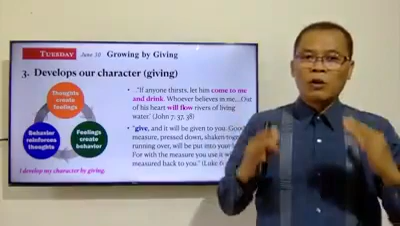 TUESDAY June 30 Growing by Giving
3. Develops our character (giving)
Thoughts
create
feelings
Behavior
reinforces
thoughts
Feelings
create
behavior
I develop my character by giving.
• "If anyone thirsts, let him come to me
and drink. Whoever believes in me...Out
of his heart will flow rivers of living
water.' (John 7: 37, 38)
• "give, and it will be given to you. Good
measure, pressed down, shaken
running over, will be put into your
For with the measure you use it
measured back to you." (Luke